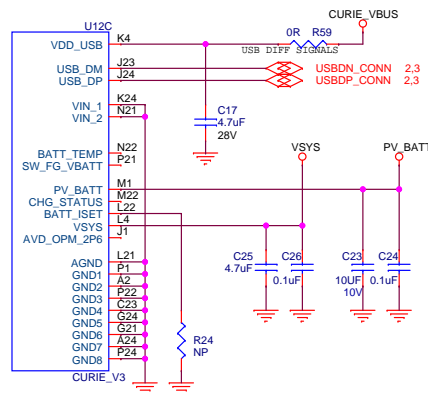 U12C
CURIE_VBUS
VDD_USB K4
0R R59
USB DIFF SIGNALS
USB_DM J23
USBDN_CONN 2,3
USB_DP J24
USBDP_CONN 2,3
VIN_1 K24
VIN_2 N21
C17
4.7uF
28V
BATT_TEMP N22
SW_FG_VBATT P21
VSYS
PV_BATT
PV_BATT M1
CHG_STATUS M22
BATT_ISET L22
VSYS L4
AVD_OPM_2P6 J1
C25
4.7uF
C26
0.1uF
C23
10UF
10V
C24
0.1uF
AGND L21
GND1 P1
GND2 A2
GND3 P22
GND4 C23
GND5 G24
GND6 G21
GND7 A24
GND8 P24
R24
NP
CURIE_V3